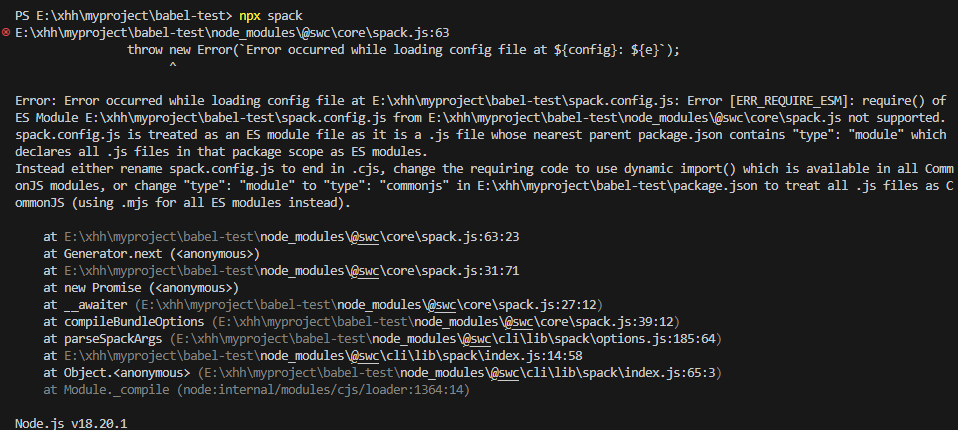 PS E:\xhh\myproject\babel-test> npx spack
E:\xhh\myproject\babel-test\node_modules\@swc\core\spack.js:63
throw new Error(`Error occurred while loading config file at ${config}: ${e}`);
^
Error: Error occurred while loading config file at E:\xhh\myproject\babel-test\spack.config.js: Error [ERR_REQUIRE_ESM]: require() of
ES Module E:\xhh\myproject\babel-test\spack.config.js from E:\xhh\myproject\babel-test\node_modules\@swc\core\spack.js not supported.
spack.config.js is treated as an ES module file as it is a .js file whose nearest parent package.json contains "type": "module" which
declares all .js files in that package scope as ES modules.
Instead either rename spack.config.js to end in .cjs, change the requiring code to use dynamic import() which is available in all Comm
onJS modules, or change "type": "module" to "type": "commonjs" in E:\xhh\myproject\babel-test\package.json to treat all .js files as C
ommonJS (using .mjs for all ES modules instead).
at E:\xhh\myproject\babel-test\node_modules\@swc\core\spack.js:63:23
at Generator.next (<anonymous>)
at E:\xhh\myproject\babel-test\node_modules\@swc\core\spack.js:31:71
at new Promise (<anonymous>)
at __awaiter (E:\xhh\myproject\babel-test\node_modules\@swc\core\spack.js:27:12)
at compileBundleOptions (E:\xhh\myproject\babel-test\node_modules\@swc\core\spack.js:39:12)
at parseSpackArgs (E:\xhh\myproject\babel-test\node_modules\@swc\cli\lib\spack\options.js:185:64)
at E:\xhh\myproject\babel-test\node_modules\@swc\cli\lib\spack\index.js:14:58
at Object.<anonymous> (E:\xhh\myproject\babel-test\node_modules\@swc\cli\lib\spack\index.js:65:3)
at Module._compile (node:internal/modules/cjs/loader:1364:14)
Node.js v18.20.1